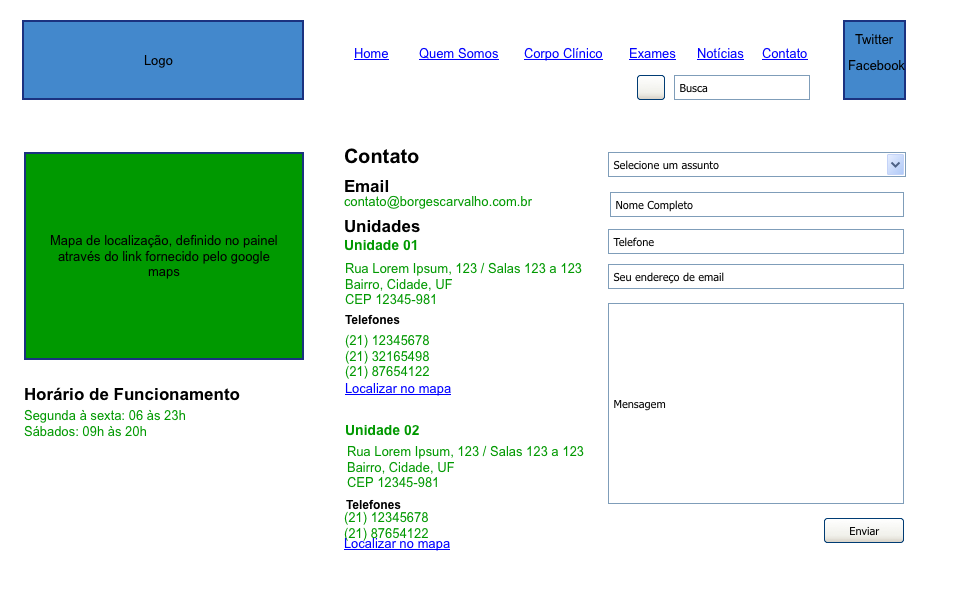 Logo
Home
Quem Somos
Corpo Clínico
Exames
Notícias
Contato
Busca
Twitter
Facebook
Mapa de localização, definido no painel
através do link fornecido pelo google
maps
Horário de Funcionamento
Segunda à sexta: 06 às 23h
Sábados: 09h às 20h
Contato
Email
contato@borgescarvalho.com.br
Unidades
Unidade 01
Rua Lorem Ipsum, 123 / Salas 123 a 123
Bairro, Cidade, UF
CEP 12345-981
Telefones
(21) 12345678
(21) 32165498
(21) 87654122
Localizar no mapa
Unidade 02
Rua Lorem Ipsum, 123 / Salas 123 a 123
Bairro, Cidade, UF
CEP 12345-981
Telefones
(21) 12345678
(21) 87654122
Localizar no mapa
Selecione um assunto
Nome Completo
Telefone
Seu endereço de email
Mensagem
Enviar